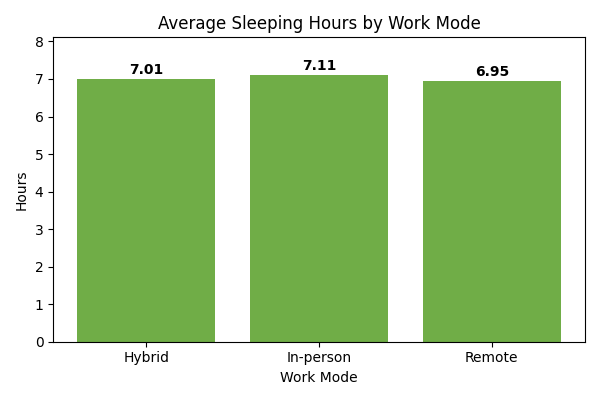 Average Sleeping Hours by Work Mode
8
7
6
5
4
3
2
1
0
Hours
7.01
7.11
6.95
Hybrid
In-person
Remote
Work Mode